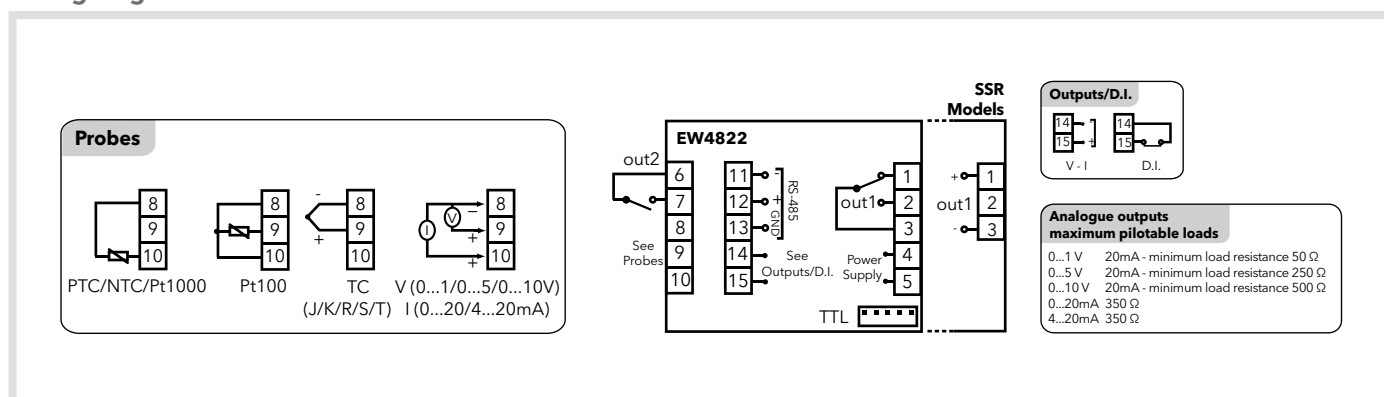 Probes
8
9
10
PTC/NTC/Pt1000
8
9
10
Pt100
-
+
8
9
10
TC
(J/K/R/S/T)
I
V
−
+
+
8
9
10
V (0...1/0...5/0...10V)
I (0...20/4...20mA)
EW4822
out2
6
7
8
9
10
See
Probes
11
12
13
14
15
-
+
GND
RS-485
See
Outputs/D.I.
out1
1
2
3
4
5
Power
Supply
TTL
SSR
Models
+
out1
-
1
2
3
Outputs/D.I.
14
15
-
+
V - I
14
15
D.I.
Analogue outputs
maximum pilotable loads
0...1 V 20mA - minimum load resistance 50 Ω
0...5 V 20mA - minimum load resistance 250 Ω
0...10 V 20mA - minimum load resistance 500 Ω
0...20mA 350 Ω
4...20mA 350 Ω